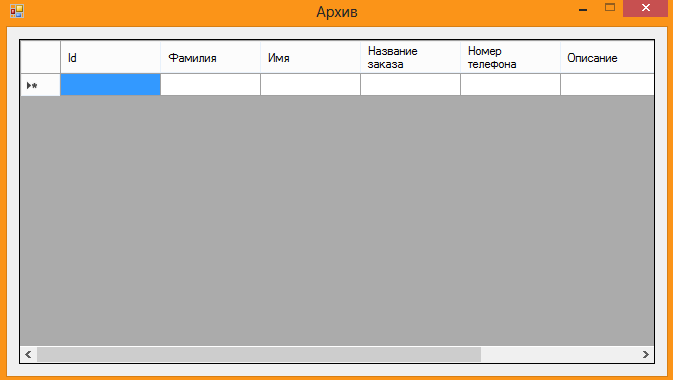 Архив
Id
Фамилия
Имя
Название
заказа
Номер
телефона
Описание